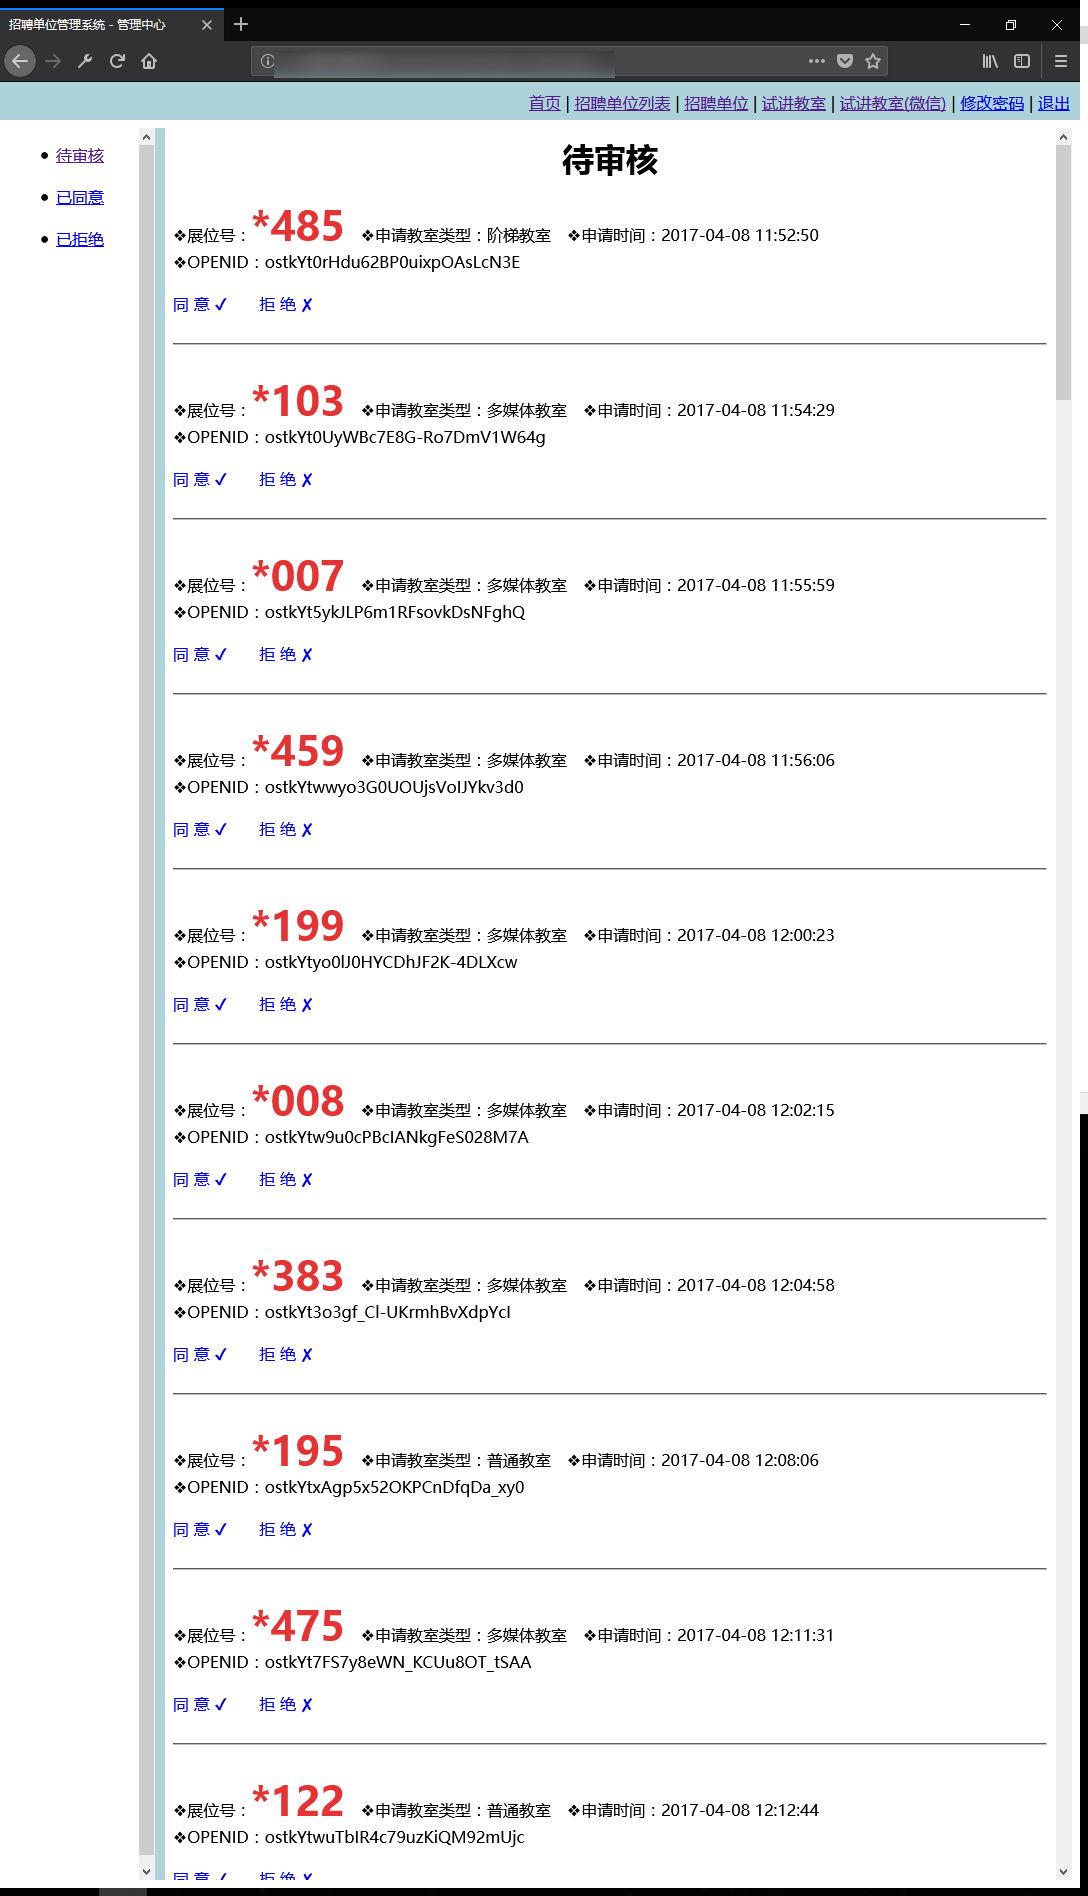 招聘单位管理系统 - 管理中心
首页 | 招聘单位列表 | 招聘单位 | 试讲教室 | 试讲教室(微信) | 修改密码 | 退出
待审核
已同意
已拒绝
待审核
❖展位号：*485 ❖申请教室类型：阶梯教室 ❖申请时间：2017-04-08 11:52:50
❖OPENID：ostkYt0rHdu62BP0uixpOAsLcN3E
同 意 ✓ 拒 绝 ✗
❖展位号：*103 ❖申请教室类型：多媒体教室 ❖申请时间：2017-04-08 11:54:29
❖OPENID：ostkYt0UyWBc7E8G-Ro7DmV1W64g
同 意 ✓ 拒 绝 ✗
❖展位号：*007 ❖申请教室类型：多媒体教室 ❖申请时间：2017-04-08 11:55:59
❖OPENID：ostkYt5ykJLP6m1RFsovkDsNFghQ
同 意 ✓ 拒 绝 ✗
❖展位号：*459 ❖申请教室类型：多媒体教室 ❖申请时间：2017-04-08 11:56:06
❖OPENID：ostkYtwwyo3G0UOUjsVoIJYkv3d0
同 意 ✓ 拒 绝 ✗
❖展位号：*199 ❖申请教室类型：多媒体教室 ❖申请时间：2017-04-08 12:00:23
❖OPENID：ostkYtyo0lJ0HYCDhJF2K-4DLXcw
同 意 ✓ 拒 绝 ✗
❖展位号：*008 ❖申请教室类型：多媒体教室 ❖申请时间：2017-04-08 12:02:15
❖OPENID：ostkYtw9u0cPBcIANkgFeS028M7A
同 意 ✓ 拒 绝 ✗
❖展位号：*383 ❖申请教室类型：多媒体教室 ❖申请时间：2017-04-08 12:04:58
❖OPENID：ostkYt3o3gf_Cl-UKrmhBvXdpYcI
同 意 ✓ 拒 绝 ✗
❖展位号：*195 ❖申请教室类型：普通教室 ❖申请时间：2017-04-08 12:08:06
❖OPENID：ostkYtxAgp5x52OKPCnDfqDa_xy0
同 意 ✓ 拒 绝 ✗
❖展位号：*475 ❖申请教室类型：多媒体教室 ❖申请时间：2017-04-08 12:11:31
❖OPENID：ostkYt7FS7y8eWN_KCUu8OT_tSAA
同 意 ✓ 拒 绝 ✗
❖展位号：*122 ❖申请教室类型：普通教室 ❖申请时间：2017-04-08 12:12:44
❖OPENID：ostkYtwuTbIR4c79uzKiQM92mUjc
同 意 ✓ 拒 绝 ✗